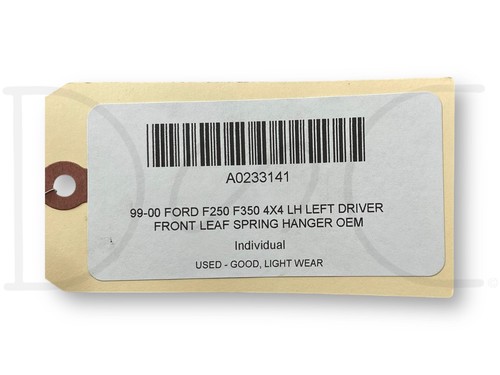 A0233141
99-00 FORD F250 F350 4X4 LH LEFT DRIVER
FRONT LEAF SPRING HANGER OEM
Individual
USED - GOOD, LIGHT WEAR